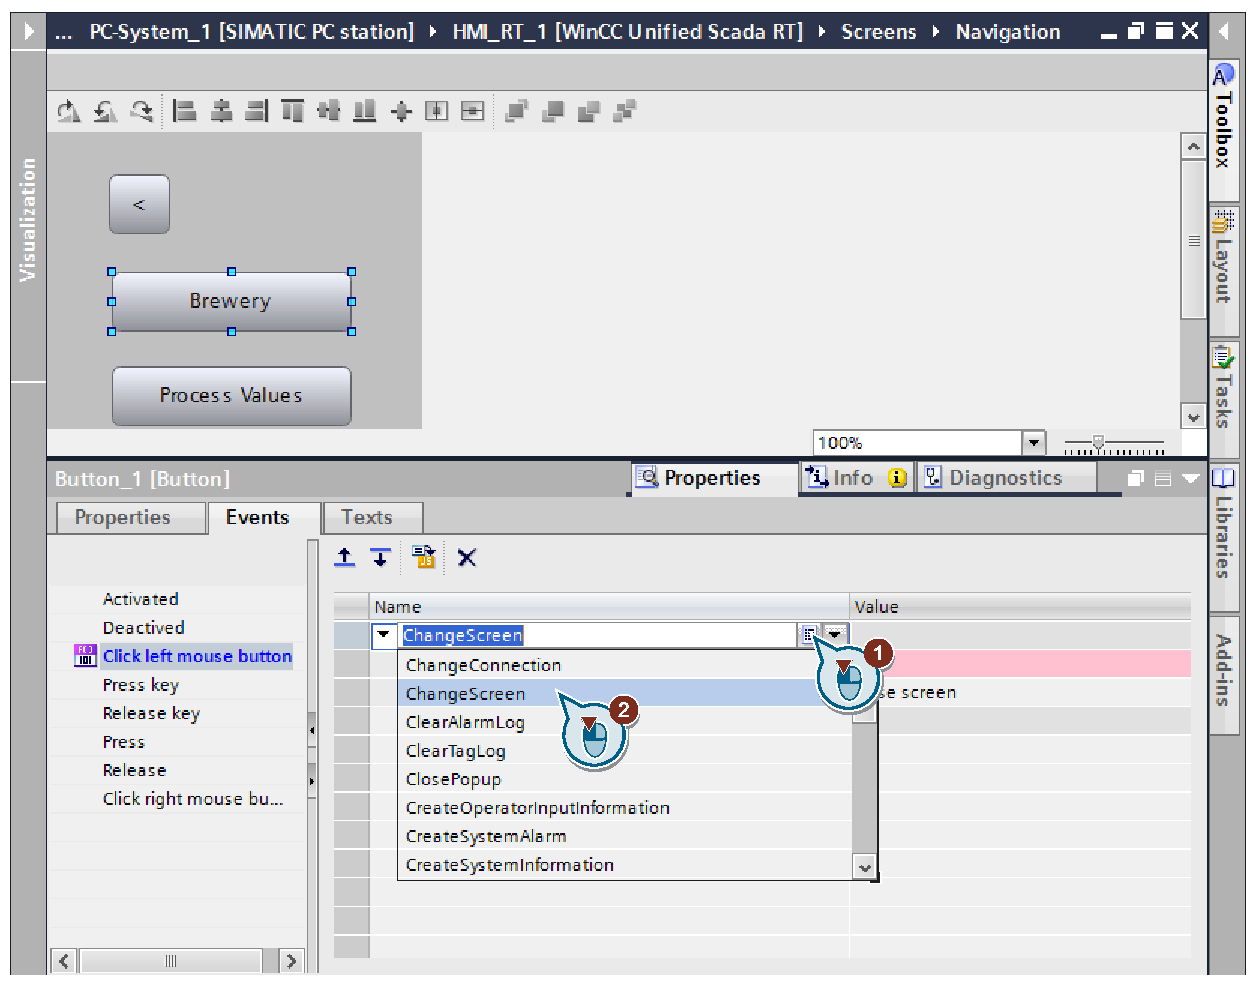 ... PC-System_1 [SIMATIC PC station] ▸ HMI_RT_1 [WinCC Unified Scada RT] ▸ Screens ▸ Navigation
Visualization
<
Brewery
Process Values
100%
Toolbox
Layout
Tasks
Libraries
Add-ins
Button_1 [Button]
Properties
Info
Diagnostics
Properties
Events
Texts
Activated
Deactived
Click left mouse button
Press key
Release key
Press
Release
Click right mouse bu...
Name
Value
ChangeScreen
ChangeConnection
ChangeScreen
se screen
ClearAlarmLog
ClearTagLog
ClosePopup
CreateOperatorInputInformation
CreateSystemAlarm
CreateSystemInformation
1
2